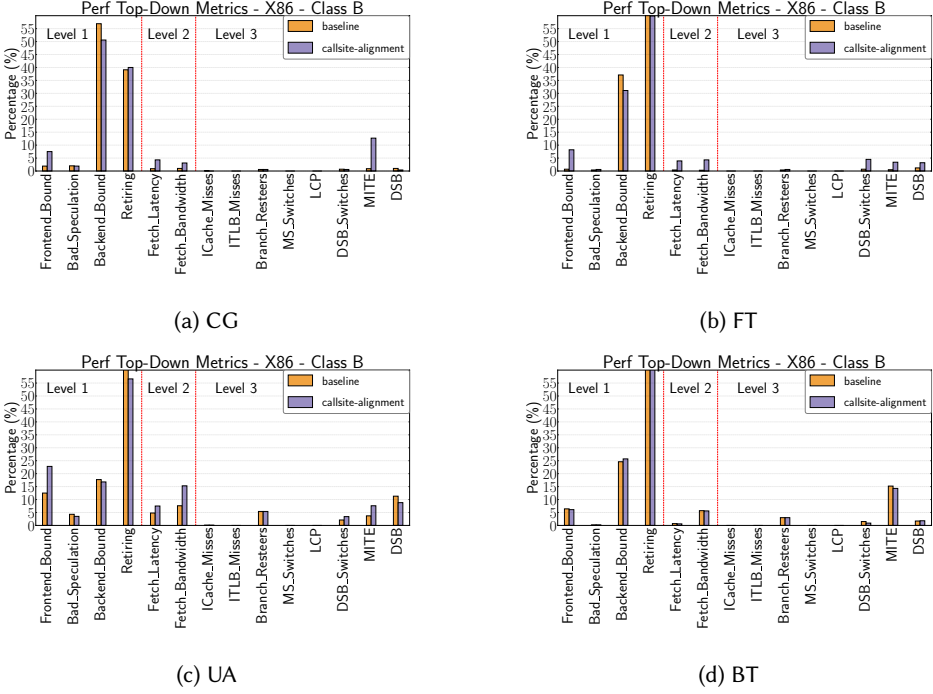 Perf Top-Down Metrics - X86 - Class B
Percentage (%)
55
50
45
40
35
30
25
20
15
10
5
0
Level 1
Level 2
Level 3
baseline
callsite-alignment
Frontend_Bound
Bad_Speculation
Backend_Bound
Retiring
Fetch_Latency
Fetch_Bandwidth
ICache_Misses
ITLB_Misses
Branch_Resteers
MS_Switches
LCP
DSB_Switches
MITE
DSB
(a) CG
Perf Top-Down Metrics - X86 - Class B
Percentage (%)
55
50
45
40
35
30
25
20
15
10
5
0
Level 1
Level 2
Level 3
baseline
callsite-alignment
Frontend_Bound
Bad_Speculation
Backend_Bound
Retiring
Fetch_Latency
Fetch_Bandwidth
ICache_Misses
ITLB_Misses
Branch_Resteers
MS_Switches
LCP
DSB_Switches
MITE
DSB
(b) FT
Perf Top-Down Metrics - X86 - Class B
Percentage (%)
55
50
45
40
35
30
25
20
15
10
5
0
Level 1
Level 2
Level 3
baseline
callsite-alignment
Frontend_Bound
Bad_Speculation
Backend_Bound
Retiring
Fetch_Latency
Fetch_Bandwidth
ICache_Misses
ITLB_Misses
Branch_Resteers
MS_Switches
LCP
DSB_Switches
MITE
DSB
(c) UA
Perf Top-Down Metrics - X86 - Class B
Percentage (%)
55
50
45
40
35
30
25
20
15
10
5
0
Level 1
Level 2
Level 3
baseline
callsite-alignment
Frontend_Bound
Bad_Speculation
Backend_Bound
Retiring
Fetch_Latency
Fetch_Bandwidth
ICache_Misses
ITLB_Misses
Branch_Resteers
MS_Switches
LCP
DSB_Switches
MITE
DSB
(d) BT